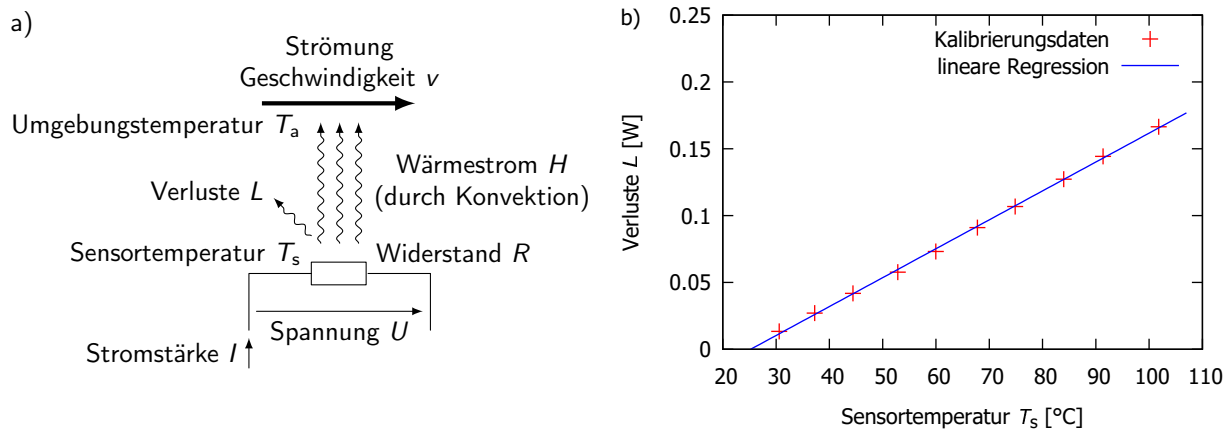 a)
Strömung
Geschwindigkeit v
Umgebungstemperatur Ta
Wärmestrom H
(durch Konvektion)
Verluste L
Sensortemperatur Ts
Widerstand R
Spannung U
Stromstärke I
b)
0.25
0.2
0.15
0.1
0.05
0
Verluste L [W]
Kalibrierungsdaten
lineare Regression
20 30 40 50 60 70 80 90 100 110
Sensortemperatur Ts [°C]